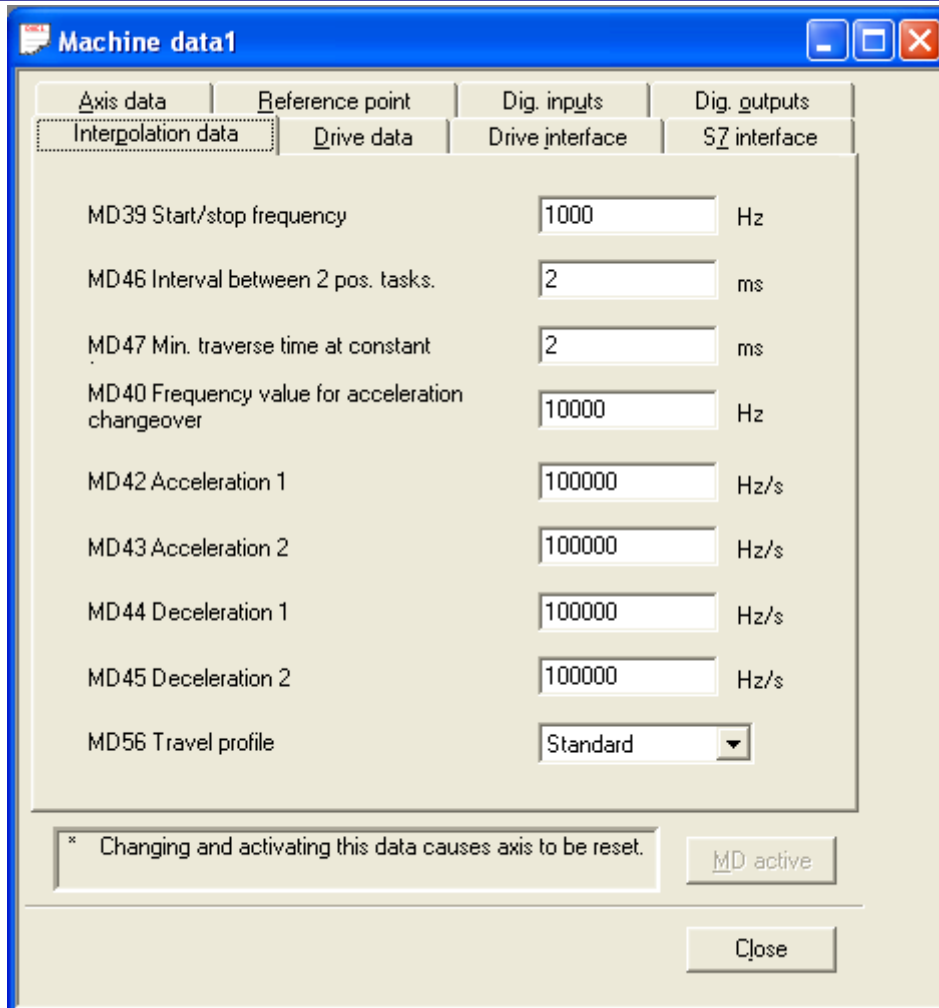 Machine data1
Axis data Reference point Dig. inputs Dig. outputs
Interpolation data Drive data Drive interface S7 interface
MD39 Start/stop frequency 1000 Hz
MD46 Interval between 2 pos. tasks. 2 ms
MD47 Min. traverse time at constant 2 ms
MD40 Frequency value for acceleration
changeover 10000 Hz
MD42 Acceleration 1 100000 Hz/s
MD43 Acceleration 2 100000 Hz/s
MD44 Deceleration 1 100000 Hz/s
MD45 Deceleration 2 100000 Hz/s
MD56 Travel profile Standard
* Changing and activating this data causes axis to be reset.
MD active
Close